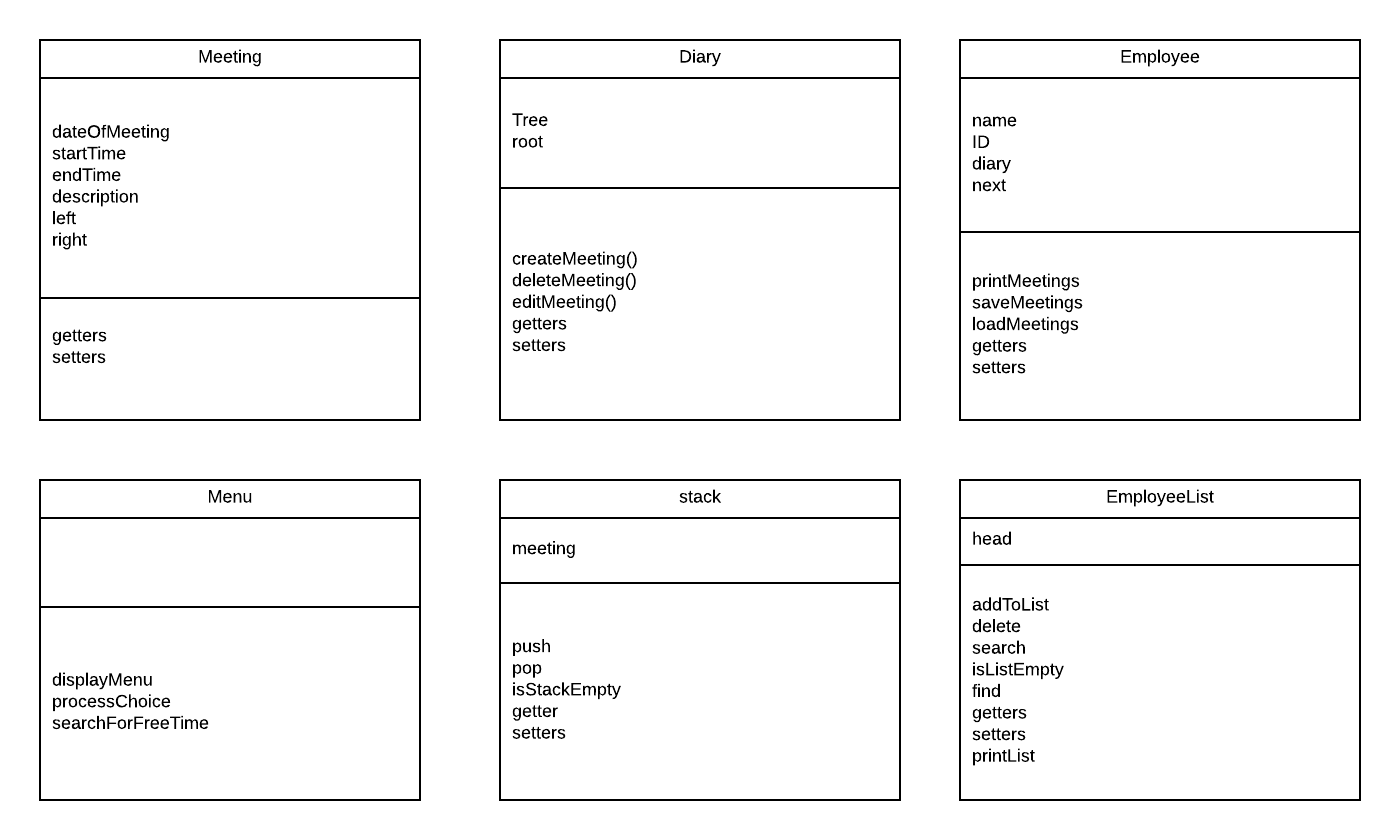 Meeting
dateOfMeeting
startTime
endTime
description
left
right
getters
setters
Diary
Tree
root
createMeeting()
deleteMeeting()
editMeeting()
getters
setters
Employee
name
ID
diary
next
printMeetings
saveMeetings
loadMeetings
getters
setters
Menu
displayMenu
processChoice
searchForFreeTime
stack
meeting
push
pop
isStackEmpty
getter
setters
EmployeeList
head
addToList
delete
search
isListEmpty
find
getters
setters
printList